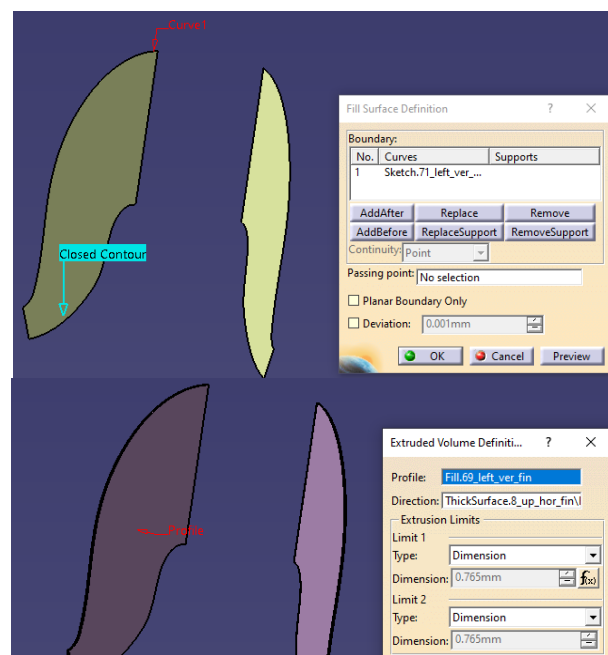 Curve1
Closed Contour
Fill Surface Definition ? ×
Boundary:
No. Curves Supports
1 Sketch.71_left_ver_...
AddAfter Replace Remove
AddBefore ReplaceSupport RemoveSupport
Continuity: Point
Passing point: No selection
Planar Boundary Only
Deviation: 0.001mm
OK Cancel Preview
Profile
Extruded Volume Definiti... ? ×
Profile: Fill.69_left_ver_fin
Direction: ThickSurface.8_up_hor_fin\
Extrusion Limits
Limit 1
Type: Dimension
Dimension: 0.765mm f(x)
Limit 2
Type: Dimension
Dimension: 0.765mm